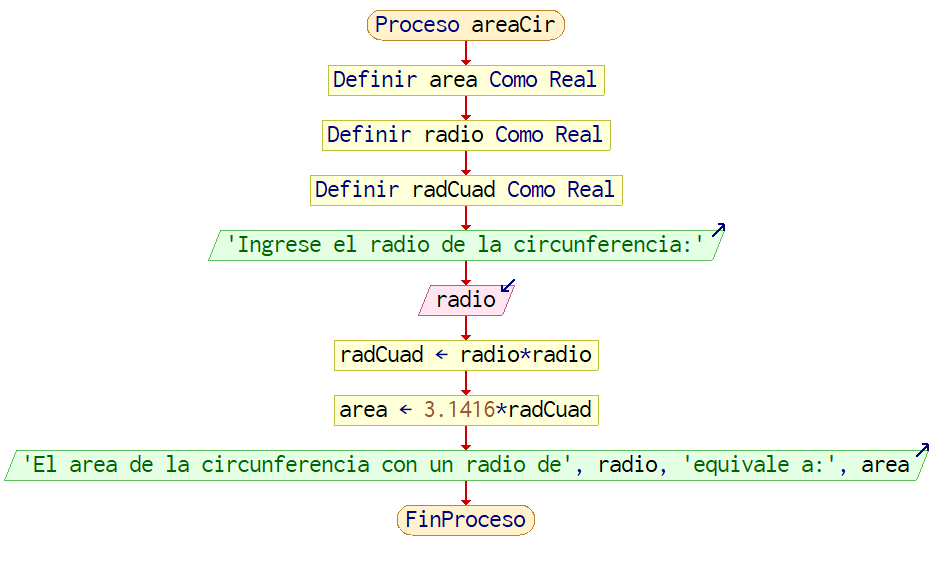 Proceso areaCir
Definir area Como Real
Definir radio Como Real
Definir radCuad Como Real
'Ingrese el radio de la circunferencia:'
radio
radCuad ← radio*radio
area ← 3.1416*radCuad
'El area de la circunferencia con un radio de', radio, 'equivale a:', area
FinProceso